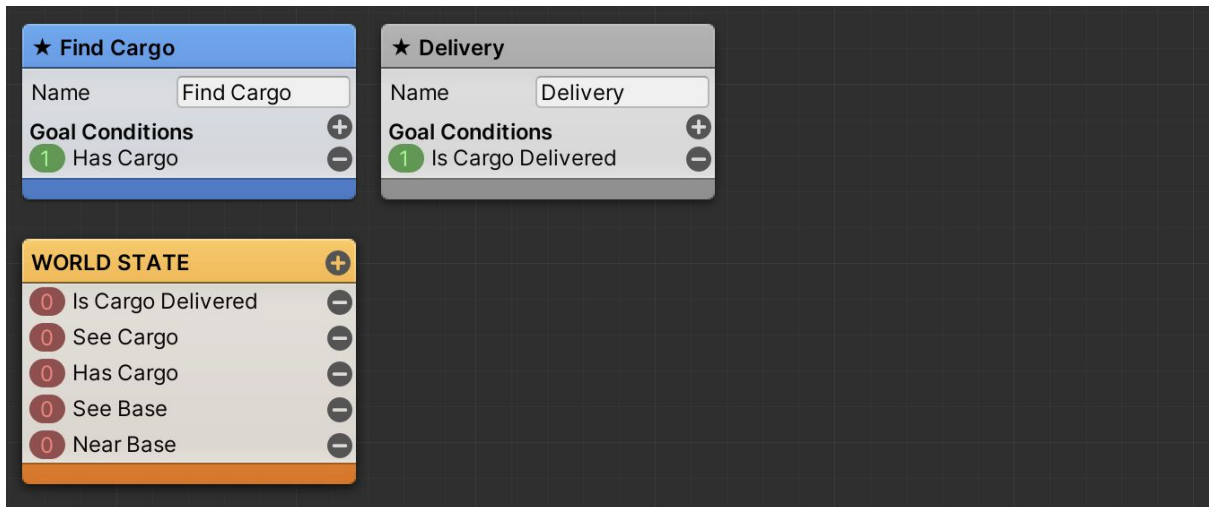 ★ Find Cargo
Name Find Cargo
Goal Conditions
1 Has Cargo
★ Delivery
Name Delivery
Goal Conditions
1 Is Cargo Delivered
WORLD STATE
0 Is Cargo Delivered
0 See Cargo
0 Has Cargo
0 See Base
0 Near Base